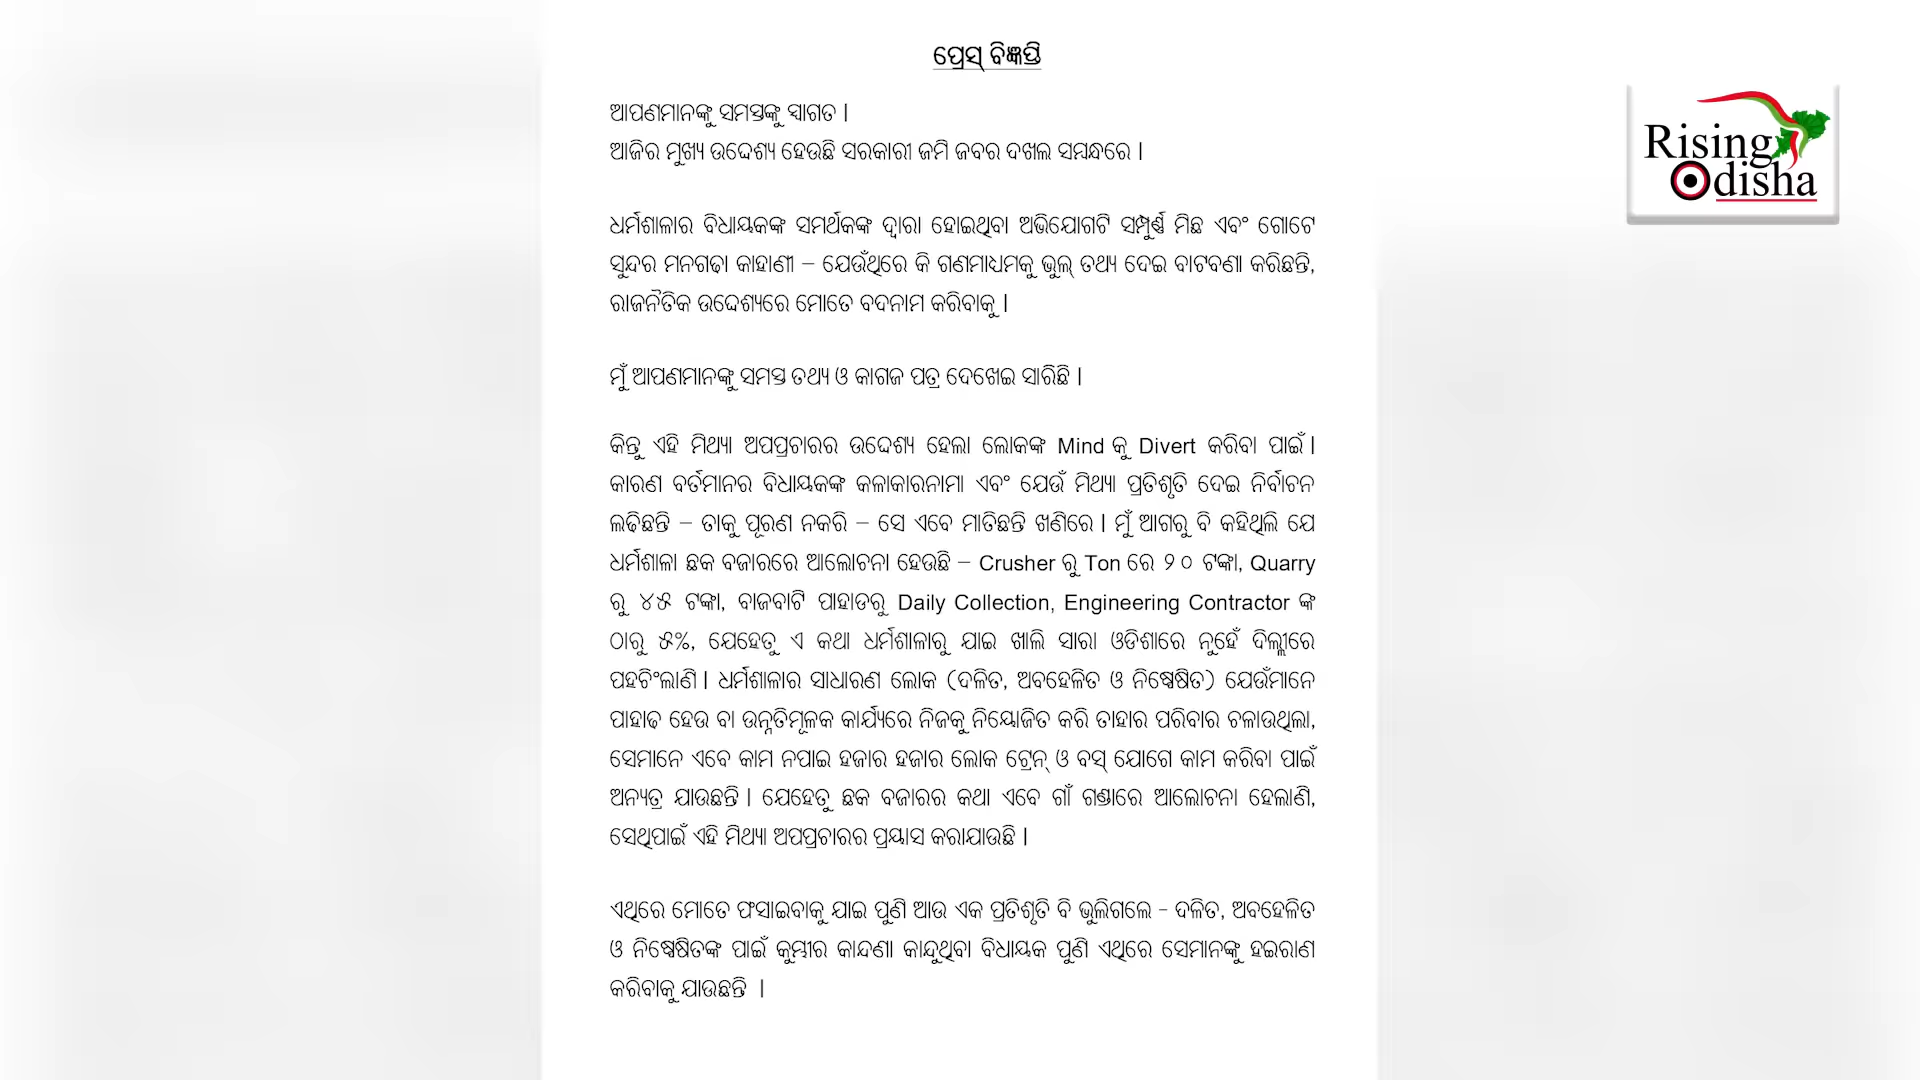 ପ୍ରେସ୍ ବିଜ୍ଞପ୍ତି
ଆପଣମାନଙ୍କୁ ସମସ୍ତଙ୍କୁ ସ୍ୱାଗତ |
ଆଜିର ମୁଖ୍ୟ ଉଦ୍ଦେଶ୍ୟ ହେଉଛି ସରକାରୀ ଜମି ଜବର ଦଖଲ ସମ୍ବନ୍ଧରେ |
ଧର୍ମଶାଳାର ବିଧାୟକଙ୍କ ସମର୍ଥକଙ୍କ ଦ୍ୱାରା ହୋଇଥିବା ଅଭିଯୋଗଟି ସମ୍ପୁର୍ଣ୍ଣ ମିଛ ଏବଂ ଗୋଟେ
ସୁନ୍ଦର ମନଗଢା କାହାଣୀ – ଯେଉଁଥିରେ କି ଗଣମାଧ୍ୟମକୁ ଭୁଲ୍ ତଥ୍ୟ ଦେଇ ବାଟବଣା କରିଛନ୍ତି,
ରାଜନୈତିକ ଉଦ୍ଦେଶ୍ୟରେ ମୋତେ ବଦନାମ କରିବାକୁ |
ମୁଁ ଆପଣମାନଙ୍କୁ ସମସ୍ତ ତଥ୍ୟ ଓ କାଗଜ ପତ୍ର ଦେଖେଇ ସାରିଛି |
କିନ୍ତୁ ଏହି ମିଥ୍ୟା ଅପପ୍ରଚାରର ଉଦ୍ଦେଶ୍ୟ ହେଲା ଲୋକଙ୍କ Mind କୁ Divert କରିବା ପାଇଁ |
କାରଣ ବର୍ତମାନର ବିଧାୟକଙ୍କ କଳାକାରନାମା ଏବଂ ଯେଉଁ ମିଥ୍ୟା ପ୍ରତିଶୃତି ଦେଇ ନିର୍ବାଚନ
ଲଢିଛନ୍ତି – ତାକୁ ପୂରଣ ନକରି – ସେ ଏବେ ମାତିଛନ୍ତି ଖଣିରେ | ମୁଁ ଆଗରୁ ବି କହିଥିଲି ଯେ
ଧର୍ମଶାଳା ଛକ ବଜାରରେ ଆଲୋଚନା ହେଉଛି – Crusher ରୁ Ton ରେ ୨୦ ଟଙ୍କା, Quarry
ରୁ ୪୫ ଟଙ୍କା, ବାଜବାଟି ପାହାଡରୁ Daily Collection, Engineering Contractor ଙ୍କ
ଠାରୁ ୫%, ଯେହେତୁ ଏ କଥା ଧର୍ମଶାଳାରୁ ଯାଇ ଖାଲି ସାରା ଓଡିଶାରେ ନୁହେଁ ଦିଲ୍ଲୀରେ
ପହଚିଂଲାଣି | ଧର୍ମଶାଳାର ସାଧାରଣ ଲୋକ (ଦଳିତ, ଅବହେଳିତ ଓ ନିଷ୍ପେଷିତ) ଯେଉଁମାନେ
ପାହାଢ ହେଉ ବା ଉନ୍ନତିମୂଳକ କାର୍ଯ୍ୟରେ ନିଜକୁ ନିୟୋଜିତ କରି ତାହାର ପରିବାର ଚଳାଉଥିଲା,
ସେମାନେ ଏବେ କାମ ନପାଇ ହଜାର ହଜାର ଲୋକ ଟ୍ରେନ୍ ଓ ବସ୍ ଯୋଗେ କାମ କରିବା ପାଇଁ
ଅନ୍ୟତ୍ର ଯାଉଛନ୍ତି | ଯେହେତୁ ଛକ ବଜାରର କଥା ଏବେ ଗାଁ ଗଣ୍ଡାରେ ଆଲୋଚନା ହେଲାଣି,
ସେଥିପାଇଁ ଏହି ମିଥ୍ୟା ଅପପ୍ରଚାରର ପ୍ରୟାସ କରାଯାଉଛି |
ଏଥିରେ ମୋତେ ଫସାଇବାକୁ ଯାଇ ପୁଣି ଆଉ ଏକ ପ୍ରତିଶୃତି ବି ଭୁଲିଗଲେ - ଦଳିତ, ଅବହେଳିତ
ଓ ନିଷ୍ପେଷିତଙ୍କ ପାଇଁ କୁମ୍ଭୀର କାନ୍ଦଣା କାନ୍ଦୁଥିବା ବିଧାୟକ ପୁଣି ଏଥିରେ ସେମାନଙ୍କୁ ହଇରାଣ
କରିବାକୁ ଯାଉଛନ୍ତି |
Rising
Odisha